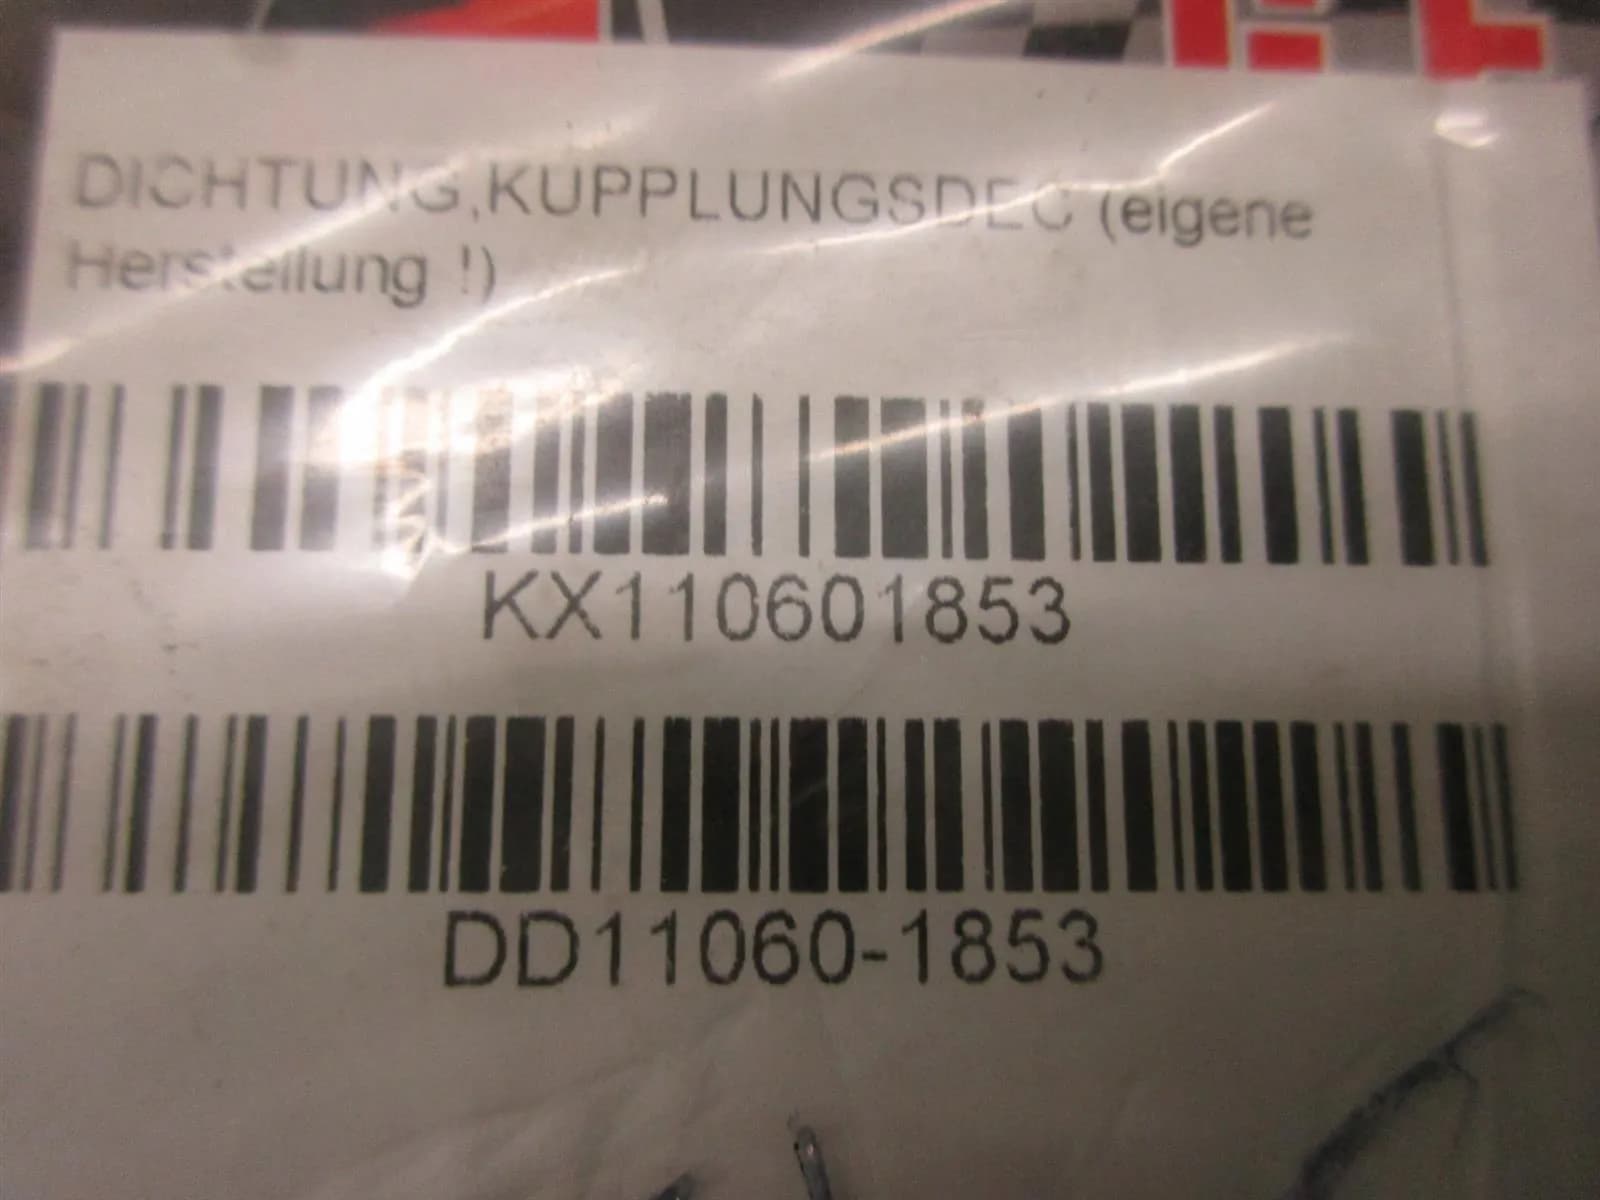 DICHTUNG,KUPPLUNGSDEC (eigene
Herstellung !)
KX110601853
DD11060-1853